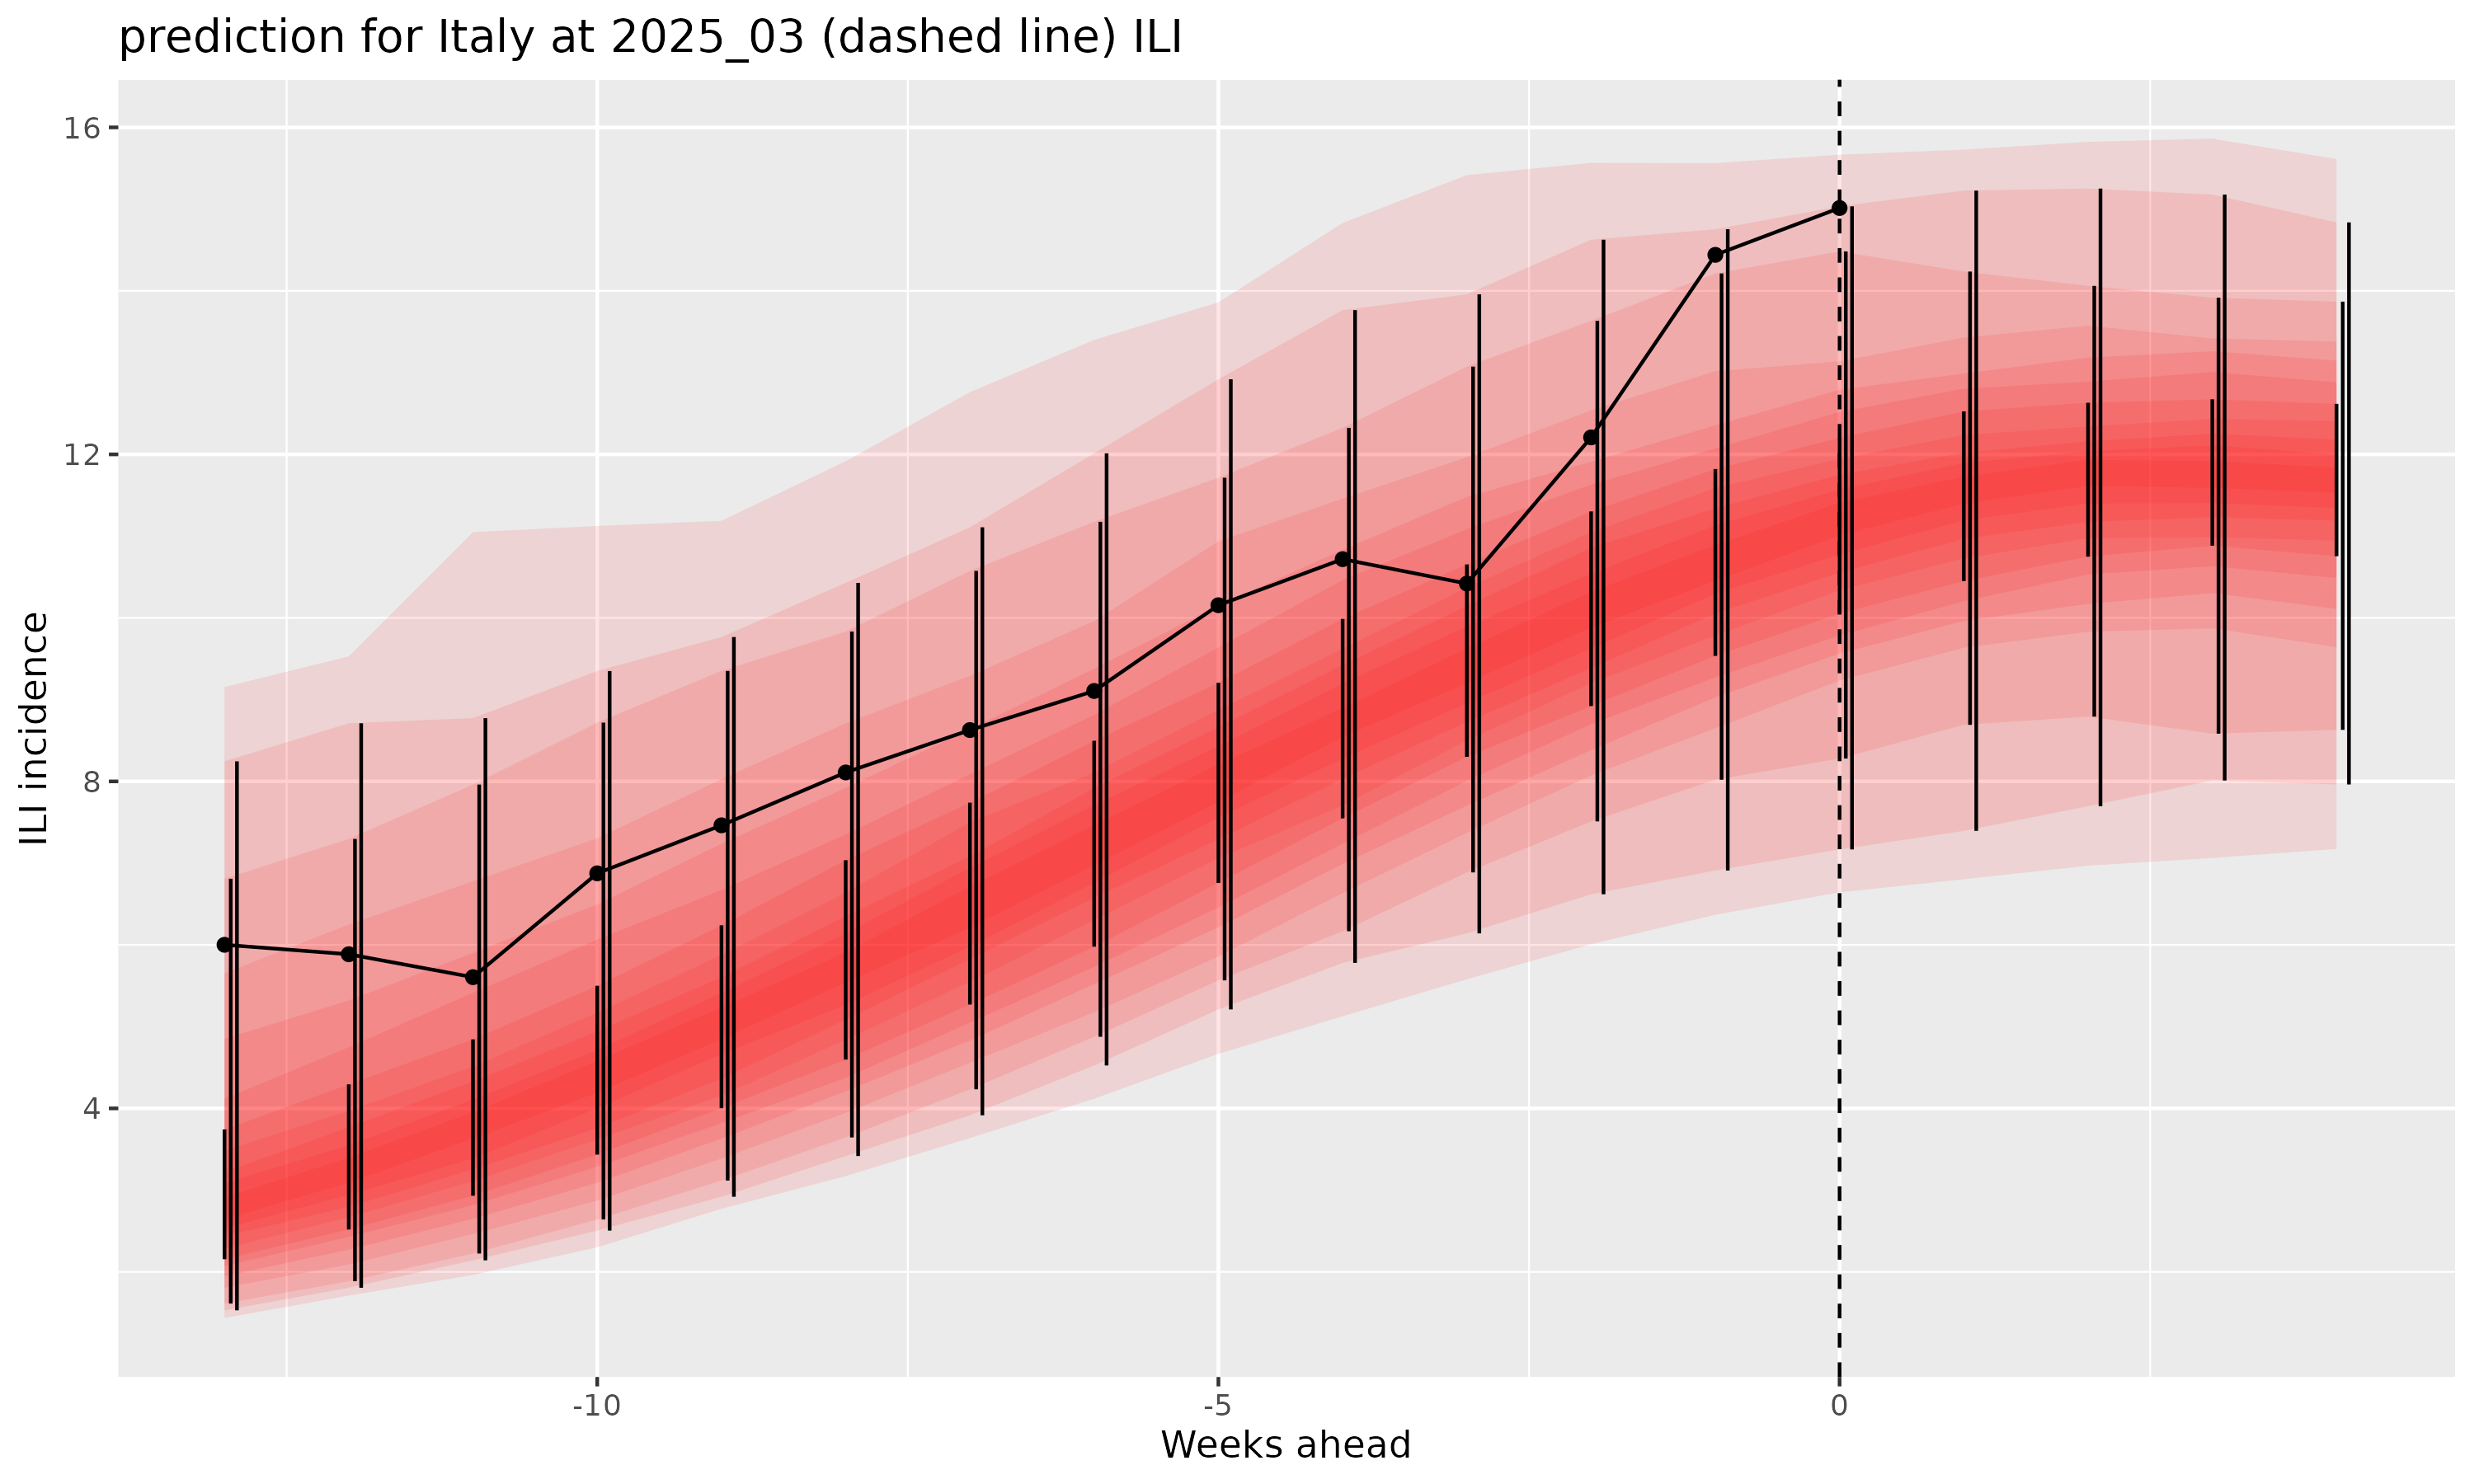 prediction for Italy at 2025_03 (dashed line) ILI
16
12
8
4
ILI incidence
-10
-5
0
Weeks ahead